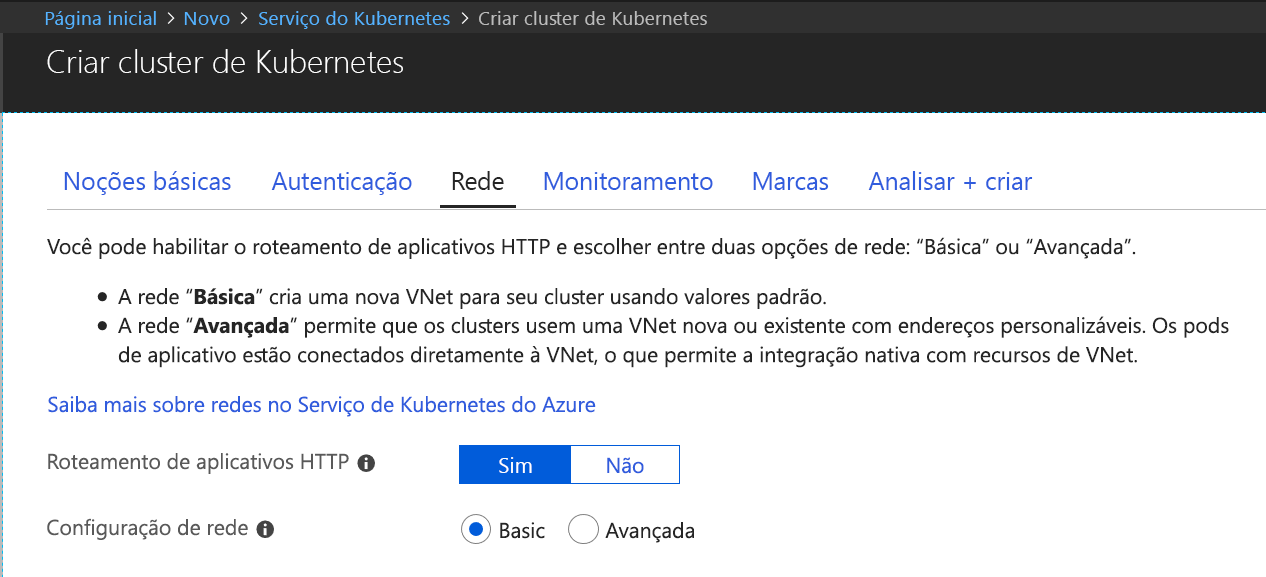 Página inicial > Novo > Serviço do Kubernetes > Criar cluster de Kubernetes
Criar cluster de Kubernetes
Noções básicas Autenticação Rede Monitoramento Marcas Analisar + criar
Você pode habilitar o roteamento de aplicativos HTTP e escolher entre duas opções de rede: “Básica” ou “Avançada”.
• A rede “Básica” cria uma nova VNet para seu cluster usando valores padrão.
• A rede “Avançada” permite que os clusters usem uma VNet nova ou existente com endereços personalizáveis. Os pods
de aplicativo estão conectados diretamente à VNet, o que permite a integração nativa com recursos de VNet.
Saiba mais sobre redes no Serviço de Kubernetes do Azure
Roteamento de aplicativos HTTP Sim Não
Configuração de rede Basic Avançada